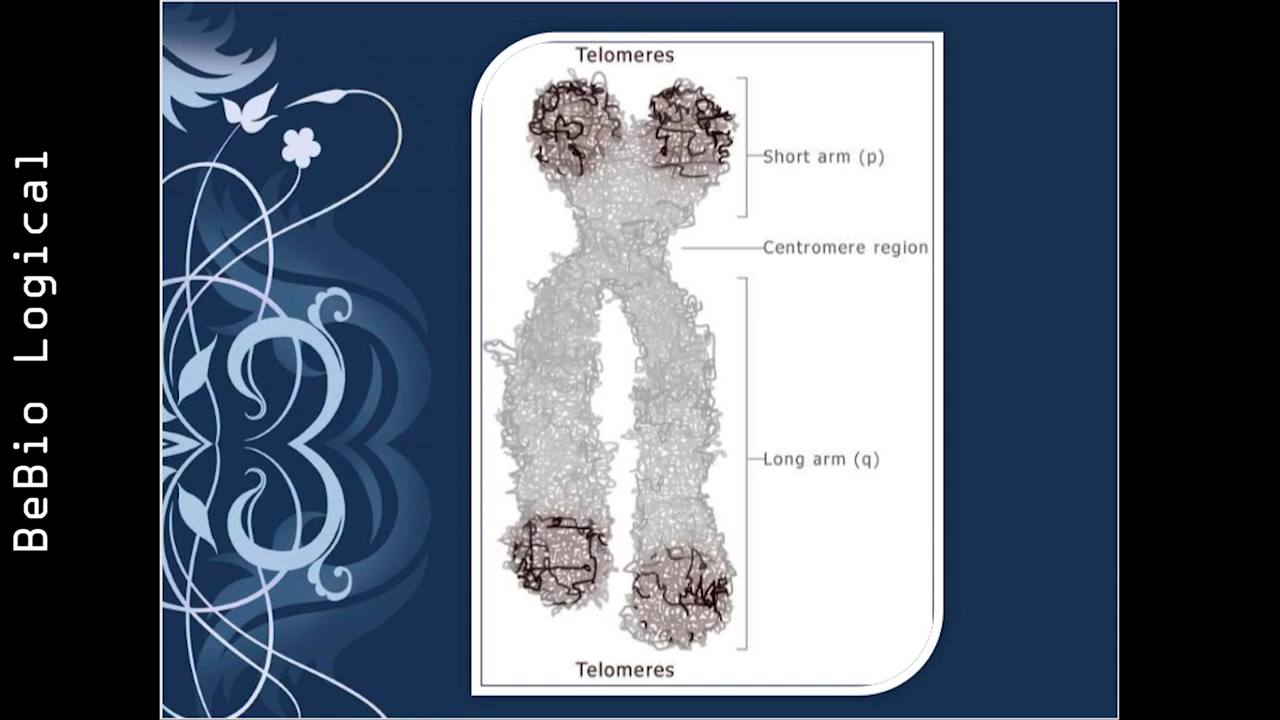 BeBio Logical
Telomeres
Short arm (p)
Centromere region
Long arm (q)
Telomeres